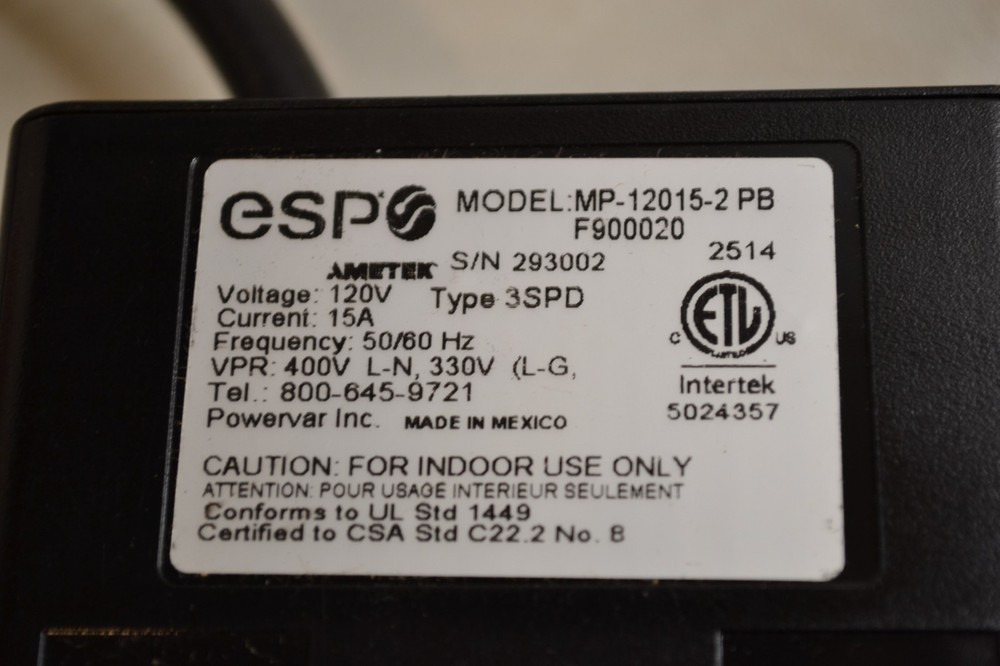 esp
MODEL:MP-12015-2 PB
F900020
AMETEK S/N 293002 2514
Voltage: 120V Type 3SPD
Current: 15A
Frequency: 50/60 Hz
VPR: 400V L-N, 330V (L-G,
Tel.: 800-645-9721
Powervar Inc. MADE IN MEXICO
C ETL US
Intertek
5024357
CAUTION: FOR INDOOR USE ONLY
ATTENTION: POUR USAGE INTERIEUR SEULEMENT
Conforms to UL Std 1449
Certified to CSA Std C22.2 No. 8